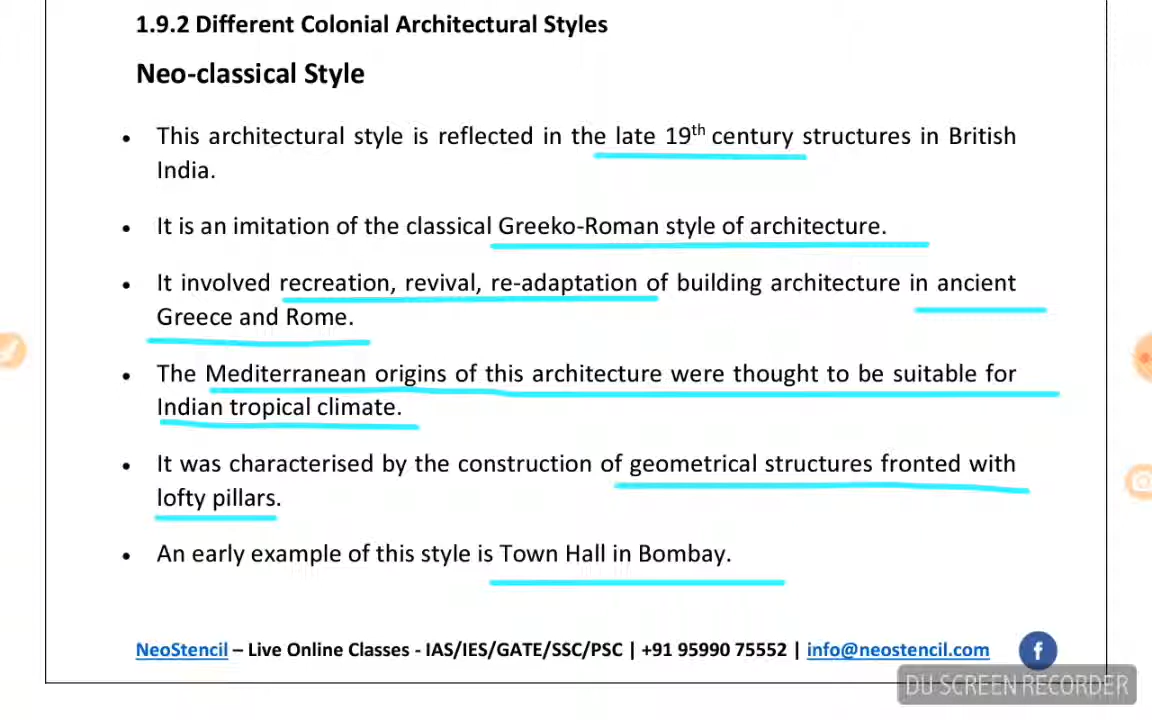 1.9.2 Different Colonial Architectural Styles
Neo-classical Style
• This architectural style is reflected in the late 19th century structures in British
India.
• It is an imitation of the classical Greeko-Roman style of architecture.
• It involved recreation, revival, re-adaptation of building architecture in ancient
Greece and Rome.
• The Mediterranean origins of this architecture were thought to be suitable for
Indian tropical climate.
• It was characterised by the construction of geometrical structures fronted with
lofty pillars.
• An early example of this style is Town Hall in Bombay.
NeoStencil – Live Online Classes - IAS/IES/GATE/SSC/PSC | +91 95990 75552 | info@neostencil.com
f
DU SCREEN RECORDER